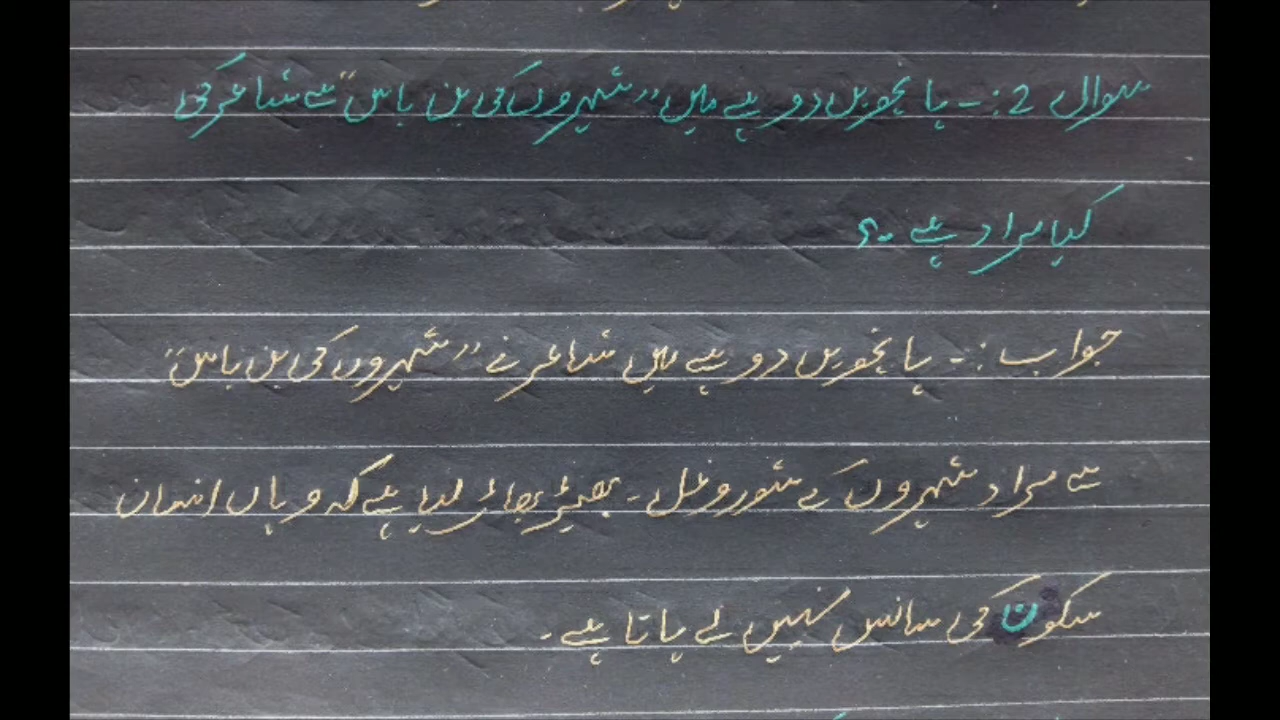 سوال 2:- پانچویں دوہے میں ,,شہروں کی بن باس" سے شاعر کی
کیا مراد ہے -؟
جواب :- پانچویں دوہے میں شاعر نے ,,شہروں کی بن باس"
سے مراد شہروں کے شوروغل - بھیڑ بھاڑ لیا ہے کہ وہاں انسان
سکون کی سانس نہیں لے پاتا ہے -